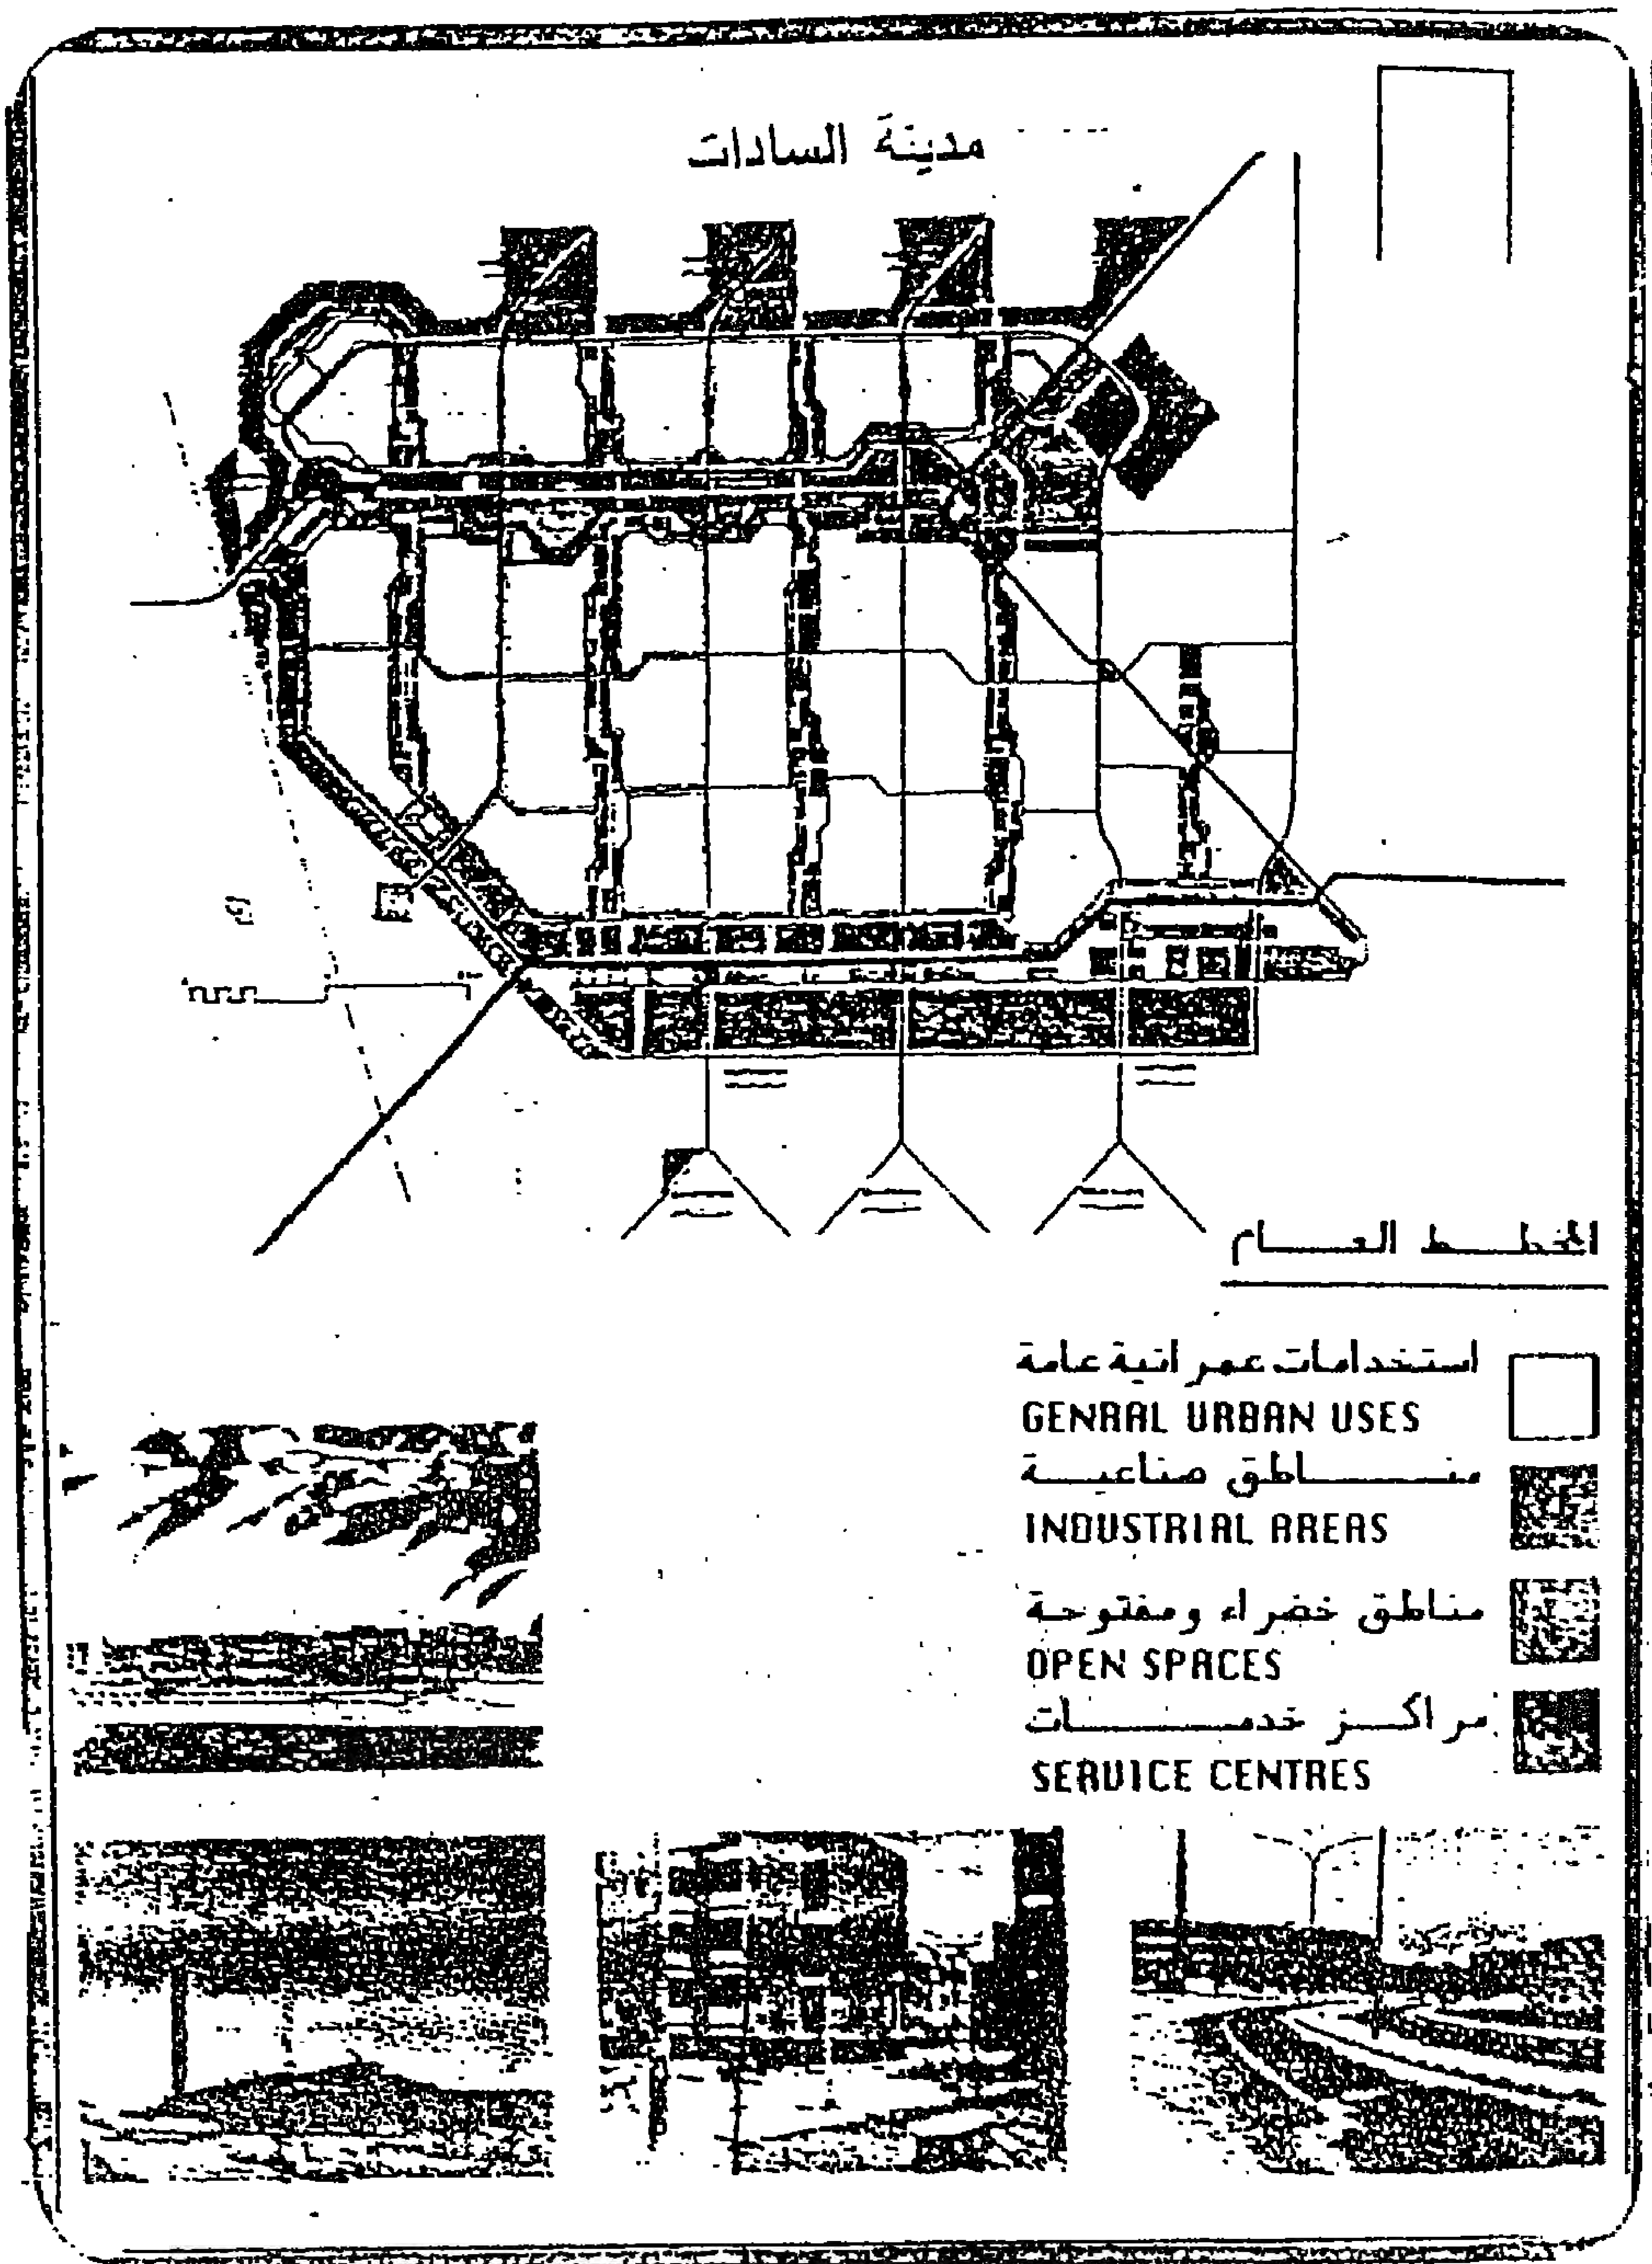 مدينة السادات
المخطط العام
استخدامات عمرانية عامة
GENRAL URBAN USES
مناطق صناعية
INDUSTRIAL AREAS
مناطق خضراء ومفتوحة
OPEN SPACES
مراكز خدمات
SERVICE CENTRES